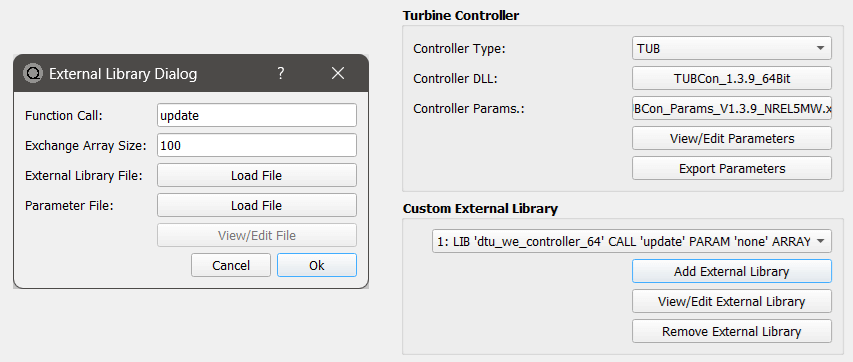 External Library Dialog ?
Function Call: update
Exchange Array Size: 100
External Library File: Load File
Parameter File: Load File
View/Edit File
Cancel Ok
Turbine Controller
Controller Type: TUB
Controller DLL: TUBCon_1.3.9_64Bit
Controller Params.: BCon_Params_V1.3.9_NREL5MW.x
View/Edit Parameters
Export Parameters
Custom External Library
1: LIB 'dtu_we_controller_64' CALL 'update' PARAM 'none' ARRAY
Add External Library
View/Edit External Library
Remove External Library